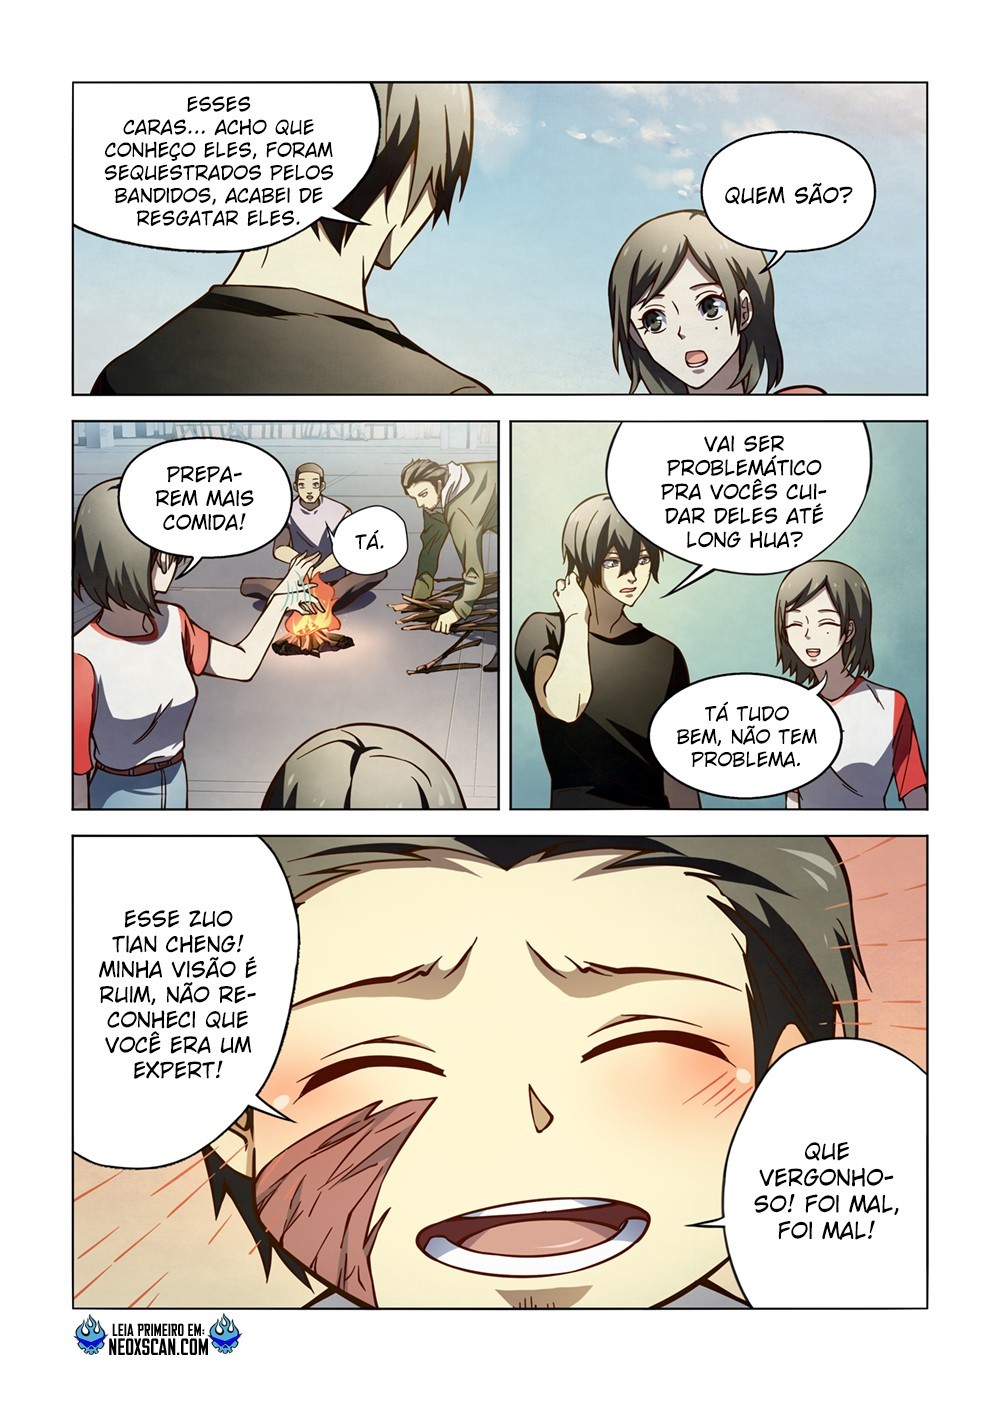 ESSES
CARAS... ACHO QUE
CONHEÇO ELES, FORAM
SEQUESTRADOS PELOS
BANDIDOS, ACABEI DE
RESGATAR ELES.
QUEM SÃO?
PREPA-
REM MAIS
COMIDA!
TÁ.
VAI SER
PROBLEMÁTICO
PRA VOCÊS CUI-
DAR DELES ATÉ
LONG HUA?
TÁ TUDO
BEM, NÃO TEM
PROBLEMA.
ESSE ZUO
TIAN CHENG!
MINHA VISÃO É
RUIM, NÃO RE-
CONHECI QUE
VOCÊ ERA UM
EXPERT!
QUE
VERGONHO-
SO! FOI MAL,
FOI MAL!
LEIA PRIMEIRO EM:
NEOXSCAN.COM